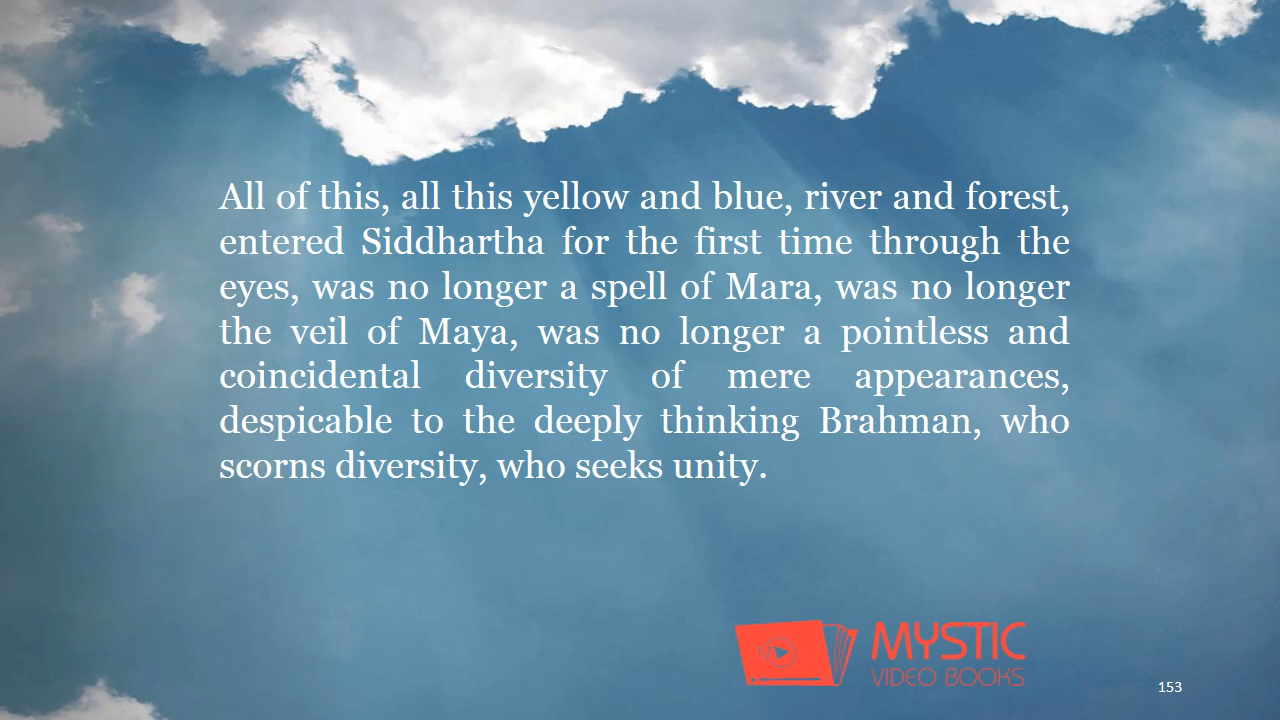 All of this, all this yellow and blue, river and forest,
entered Siddhartha for the first time through the
eyes, was no longer a spell of Mara, was no longer
the veil of Maya, was no longer a pointless and
coincidental diversity of mere appearances,
despicable to the deeply thinking Brahman, who
scorns diversity, who seeks unity.
MYSTIC
VIDEO BOOKS
153